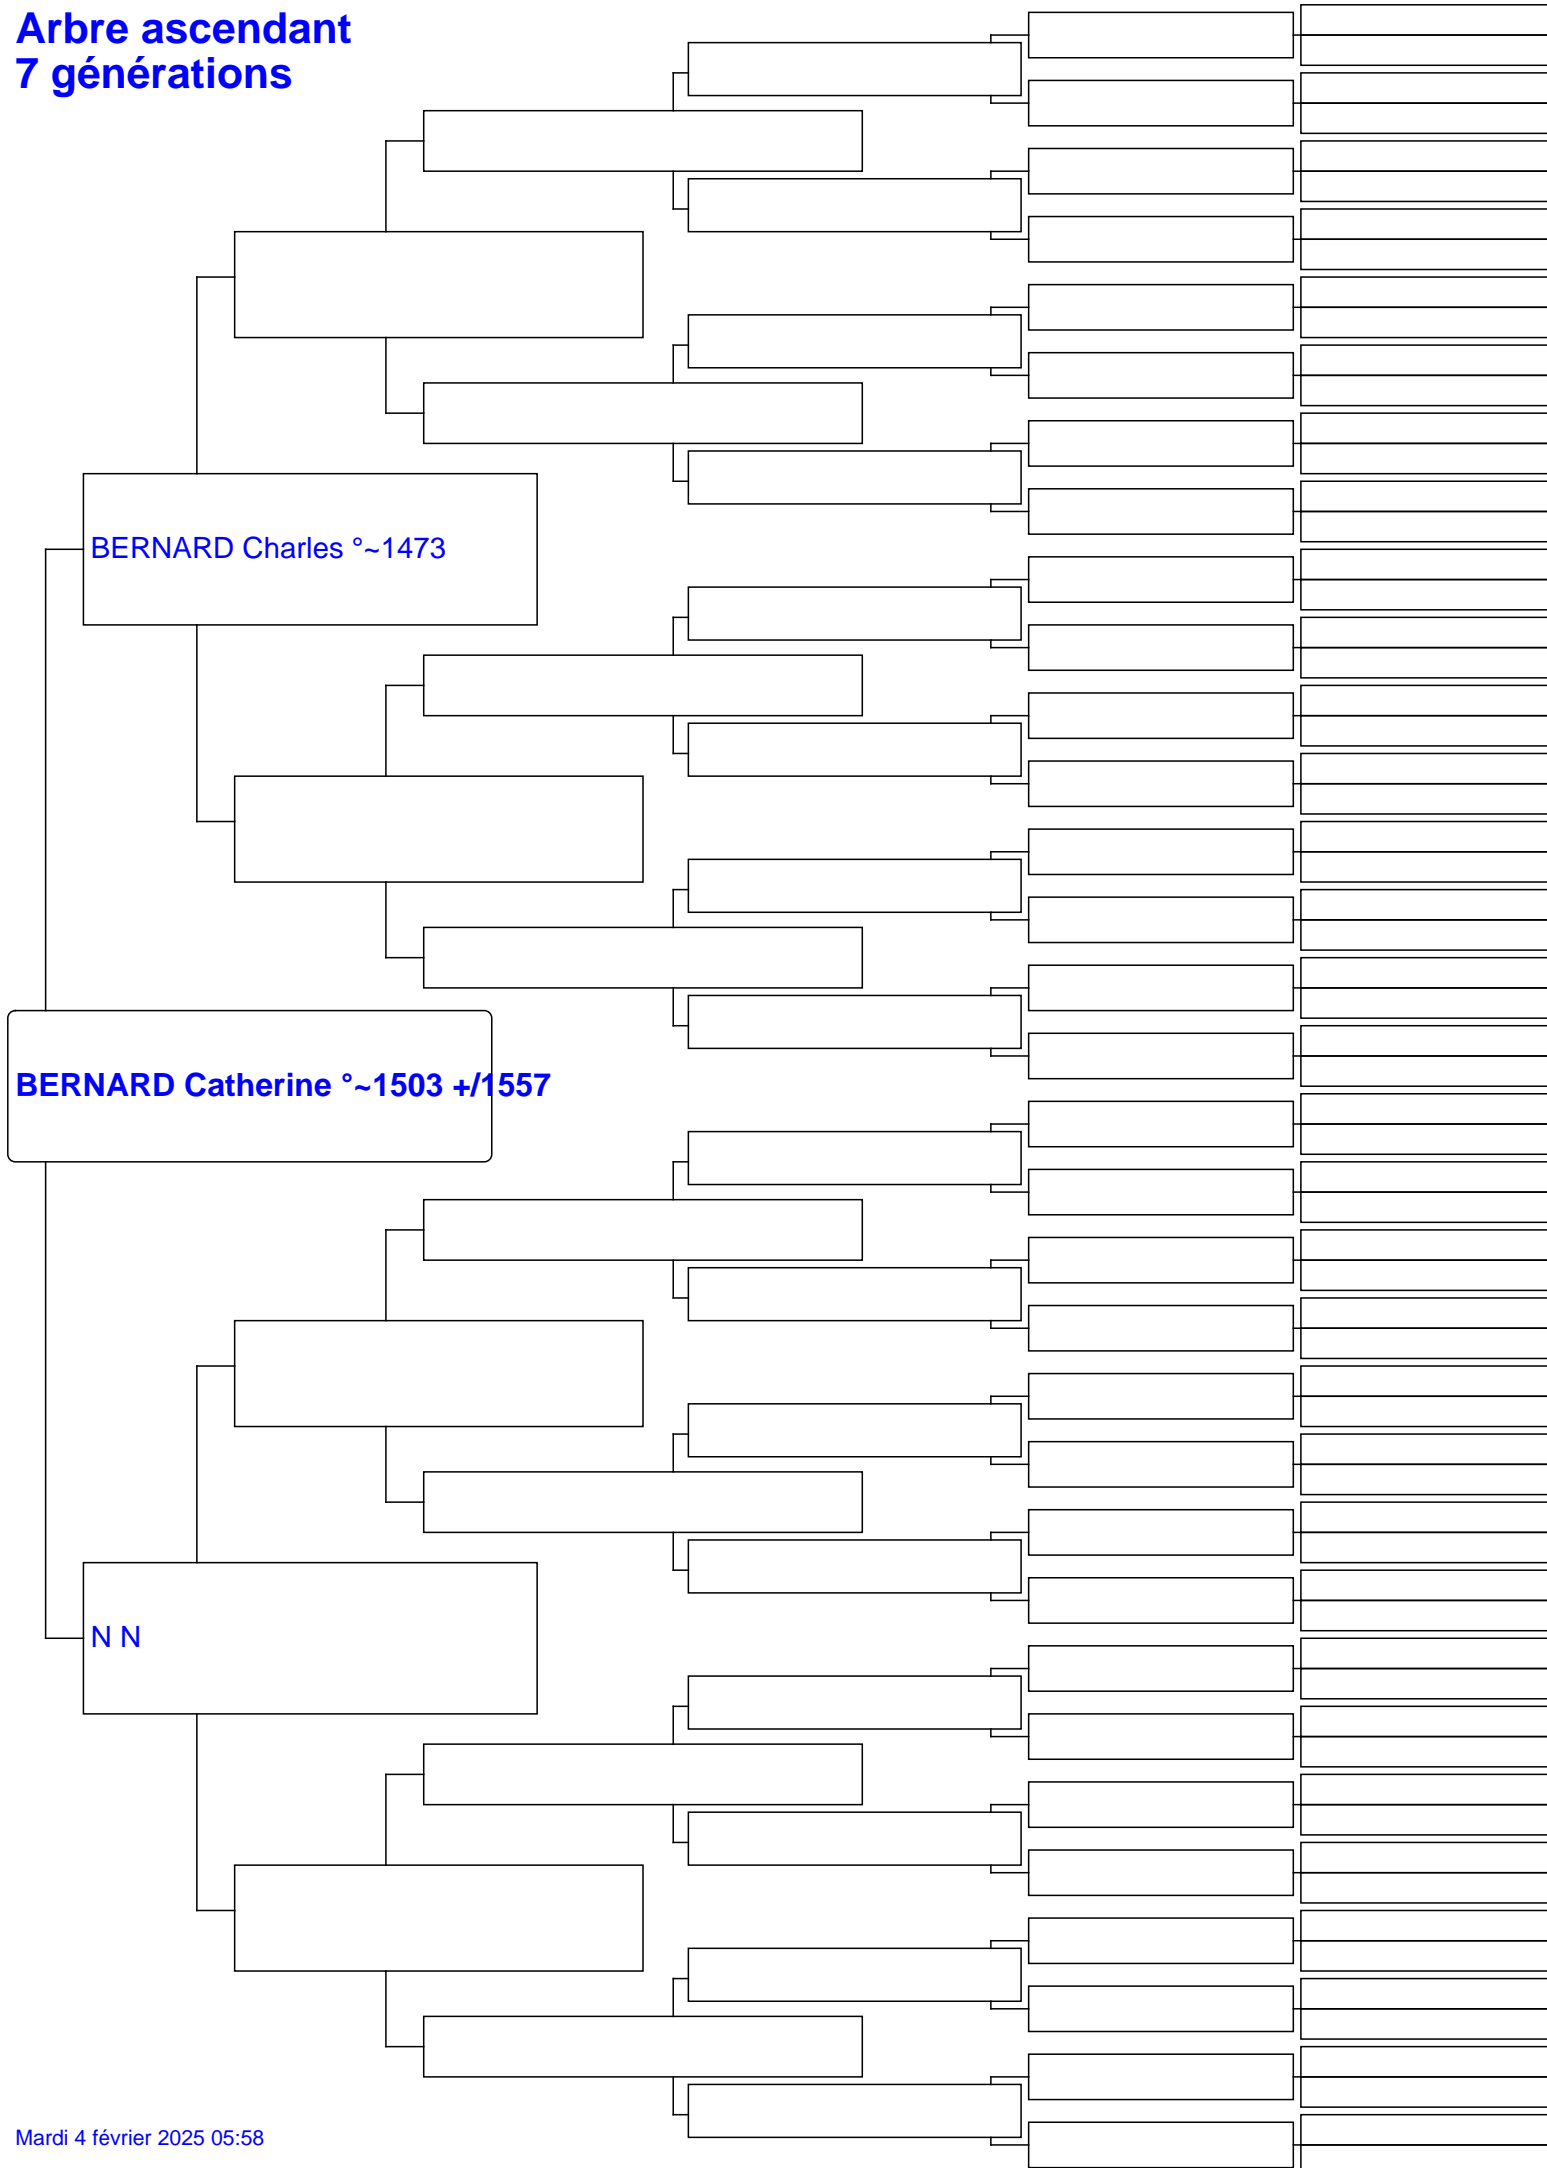 Arbre ascendant
7 générations
BERNARD Charles °~1473
BERNARD Catherine °~1503 +/1557
N N
Mardi 4 février 2025 05:58